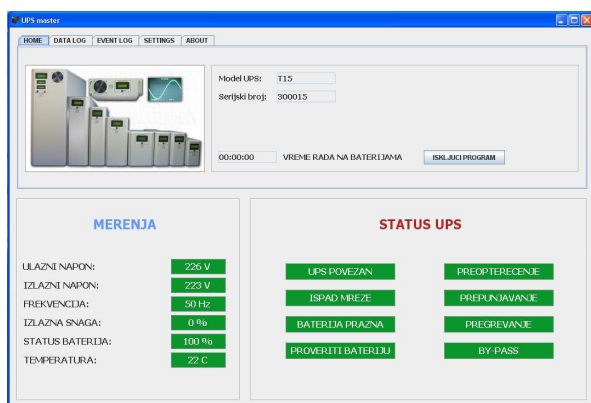 UPS master
HOME DATA LOG EVENT LOG SETTINGS ABOUT
Model UPS: T15
Serijski broj: 300015
00:00:00 VREME RADA NA BATERIJAMA ISKLJUCI PROGRAM
MERENJA
ULAZNI NAPON: 226 V
IZLAZNI NAPON: 223 V
FREKVENCIJA: 50 Hz
IZLAZNA SNAGA: 0 %
STATUS BATERIJA: 100 %
TEMPERATURA: 22 C
STATUS UPS
UPS POVEZAN PREOPTERECENJE
ISPAD MREZE PREPUNJAVANJE
BATERIJA PRAZNA PREGREVANJE
PROVERITI BATERIJU BY-PASS